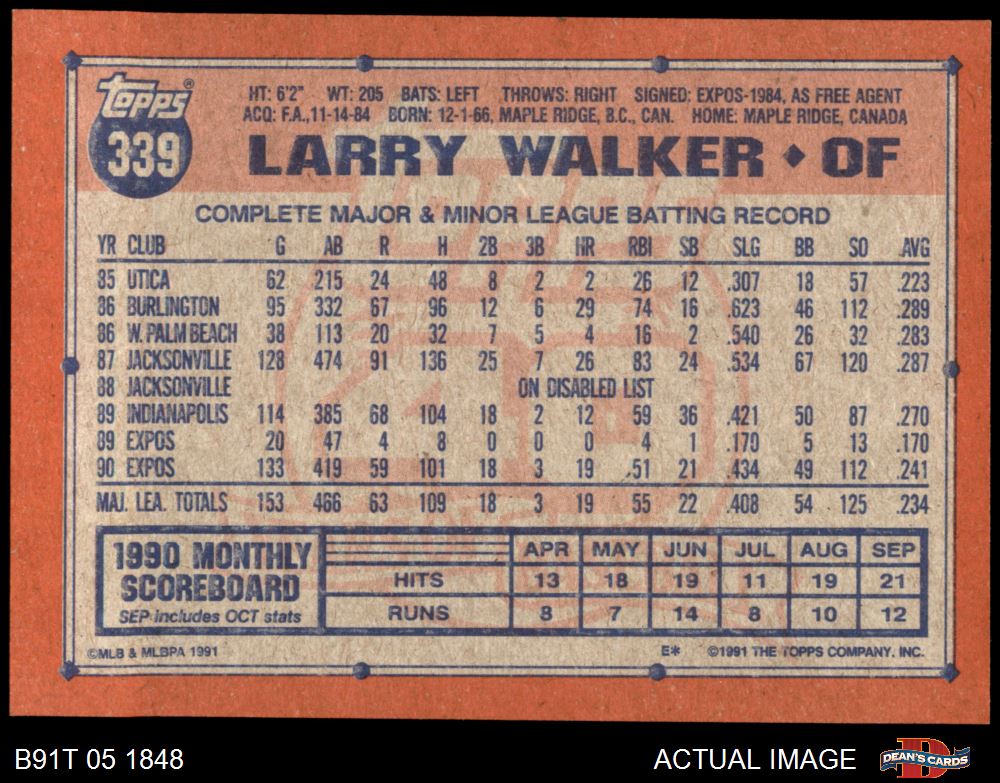 topps®
339
HT: 6'2" WT: 205 BATS: LEFT THROWS: RIGHT SIGNED: EXPOS-1984, AS FREE AGENT
ACQ: F.A.,11-14-84 BORN: 12-1-66, MAPLE RIDGE, B.C., CAN. HOME: MAPLE RIDGE, CANADA
LARRY WALKER ♦ OF
COMPLETE MAJOR & MINOR LEAGUE BATTING RECORD
YR CLUB G AB R H 2B 3B HR RBI SB SLG BB SO AVG
85 UTICA 62 215 24 48 8 2 2 26 12 .307 18 57 .223
86 BURLINGTON 95 332 67 96 12 6 29 74 16 .623 46 112 .289
86 W. PALM BEACH 38 113 20 32 7 5 4 16 2 .540 26 32 .283
87 JACKSONVILLE 128 474 91 136 25 7 26 83 24 .534 67 120 .287
88 JACKSONVILLE ON DISABLED LIST
89 INDIANAPOLIS 114 385 68 104 18 2 12 59 36 .421 50 87 .270
89 EXPOS 20 47 4 8 0 0 0 4 1 .170 5 13 .170
90 EXPOS 133 419 59 101 18 3 19 51 21 .434 49 112 .241
MAJ. LEA. TOTALS 153 466 63 109 18 3 19 55 22 .408 54 125 .234
1990 MONTHLY SCOREBOARD
SEP includes OCT stats
APR MAY JUN JUL AUG SEP
HITS 13 18 19 11 19 21
RUNS 8 7 14 8 10 12
©MLB & MLBPA 1991 E* ©1991 THE TOPPS COMPANY, INC.
B91T 05 1848 ACTUAL IMAGE DEAN'S CARDS